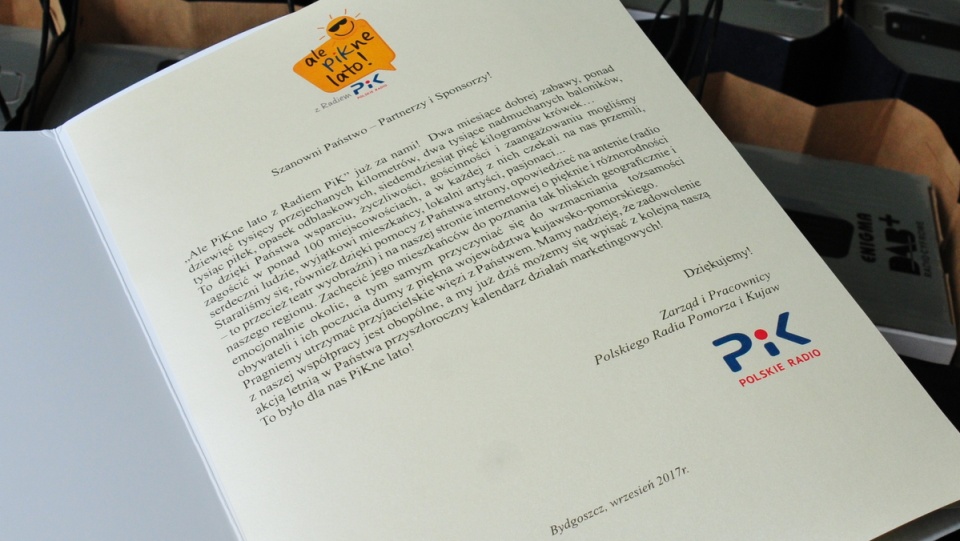 ale
piKne
lato!
z Radiem PiK
POLSKIE RADIO
Szanowni Państwo – Partnerzy i Sponsorzy!
„Ale PiKne lato z Radiem PiK” już za nami! Dwa miesiące dobrej zabawy, ponad
dziewięć tysięcy przejechanych kilometrów, dwa tysiące nadmuchanych baloników,
tysiąc piłek, opasek odblaskowych, siedemdziesiąt pięć kilogramów krówek…
To dzięki Państwa wsparciu, życzliwości, gościnności i zaangażowaniu mogliśmy
zagościć w ponad 100 miejscowościach, a w każdej z nich czekali na nas przemili,
serdeczni ludzie, wyjątkowi mieszkańcy, lokalni artyści, pasjonaci…
Staraliśmy się, również dzięki pomocy z Państwa strony, opowiedzieć na antenie (radio
– to przecież teatr wyobraźni) i na naszej stronie internetowej o pięknie i różnorodności
naszego regionu. Zachęcić jego mieszkańców do poznania tak bliskich geograficznie i
emocjonalnie okolic, a tym samym przyczyniać się do wzmacniania tożsamości
obywateli i ich poczucia dumy z piękna województwa kujawsko-pomorskiego.
Pragniemy utrzymać przyjacielskie więzi z Państwem. Mamy nadzieję, że zadowolenie
z naszej współpracy jest obopólne, a my już dziś możemy się wpisać z kolejną naszą
akcją letnią w Państwa przyszłoroczny kalendarz działań marketingowych!
To było dla nas PiKne lato!
Dziękujemy!
Zarząd i Pracownicy
Polskiego Radia Pomorza i Kujaw
PiK
POLSKIE RADIO
Bydgoszcz, wrzesień 2017r.
ENIGMA
DAB+